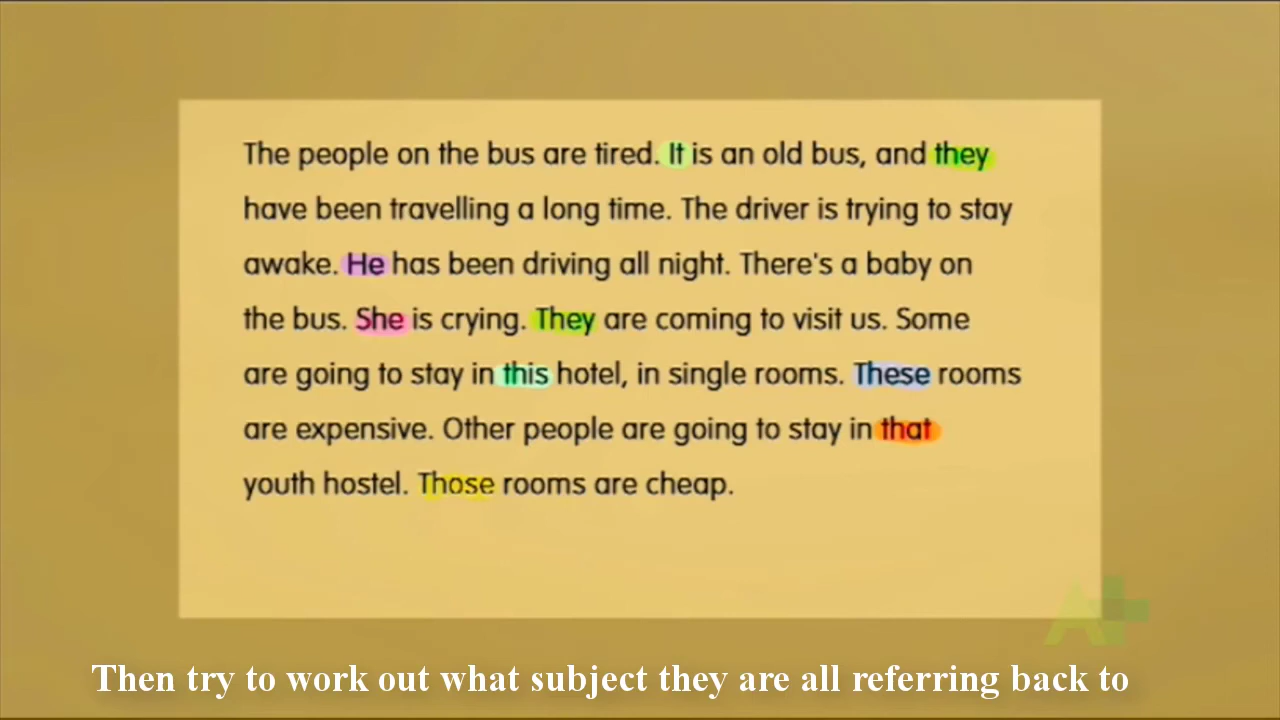 The people on the bus are tired. It is an old bus, and they
have been travelling a long time. The driver is trying to stay
awake. He has been driving all night. There's a baby on
the bus. She is crying. They are coming to visit us. Some
are going to stay in this hotel, in single rooms. These rooms
are expensive. Other people are going to stay in that
youth hostel. Those rooms are cheap.
A+
Then try to work out what subject they are all referring back to